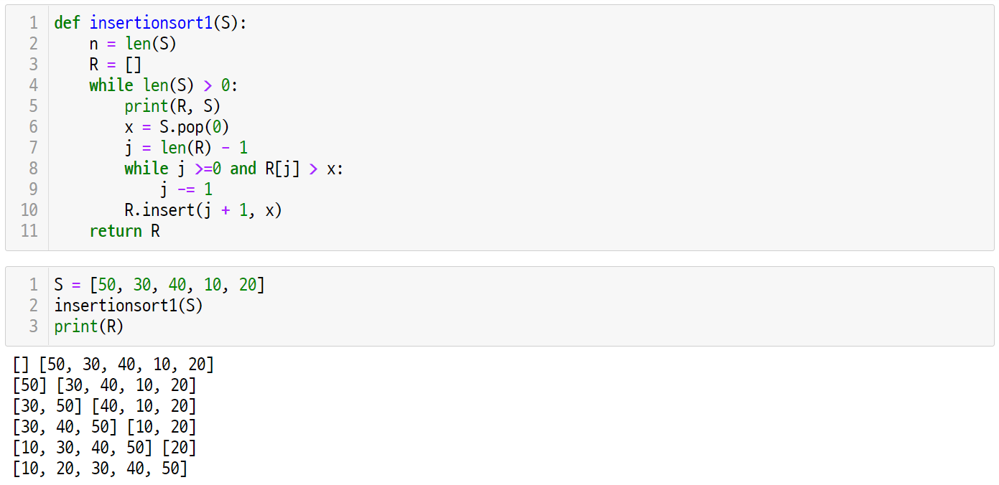 1 def insertionsort1(S):
2     n = len(S)
3     R = []
4     while len(S) > 0:
5         print(R, S)
6         x = S.pop(0)
7         j = len(R) - 1
8         while j >=0 and R[j] > x:
9             j -= 1
10         R.insert(j + 1, x)
11     return R
1 S = [50, 30, 40, 10, 20]
2 insertionsort1(S)
3 print(R)
[] [50, 30, 40, 10, 20]
[50] [30, 40, 10, 20]
[30, 50] [40, 10, 20]
[30, 40, 50] [10, 20]
[10, 30, 40, 50] [20]
[10, 20, 30, 40, 50]